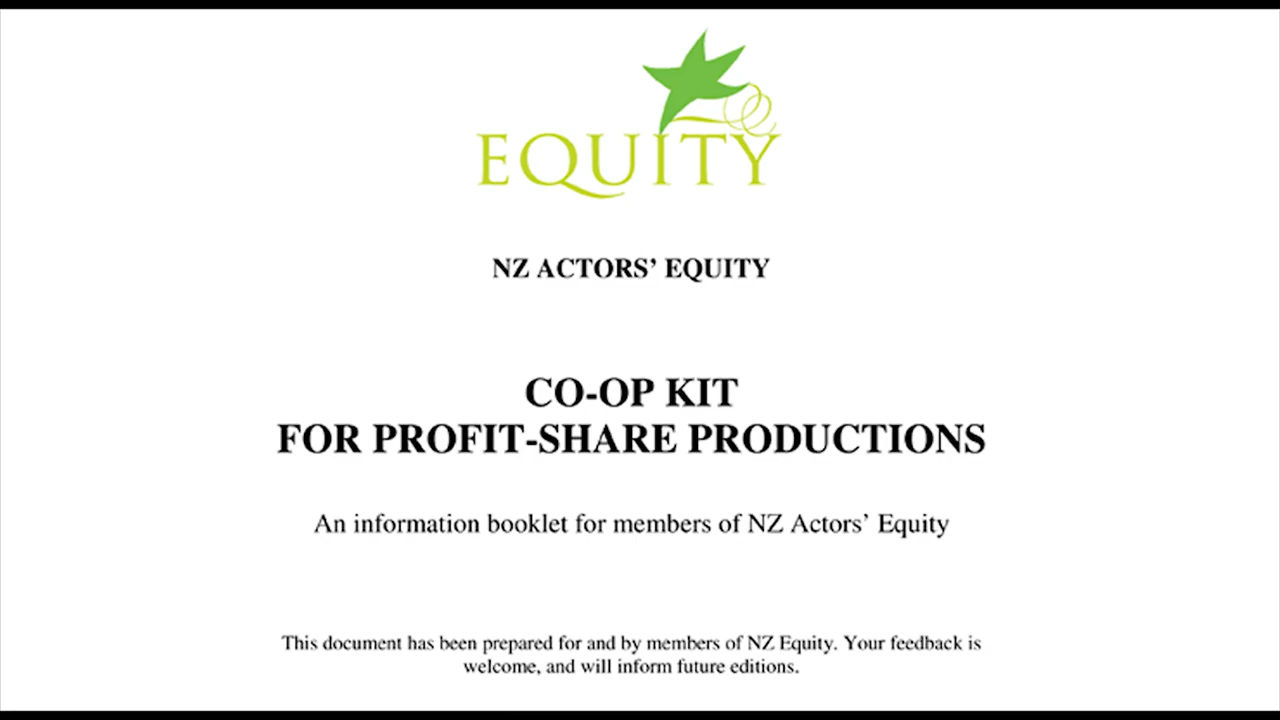 EQUITY
NZ ACTORS’ EQUITY
CO-OP KIT
FOR PROFIT-SHARE PRODUCTIONS
An information booklet for members of NZ Actors’ Equity
This document has been prepared for and by members of NZ Equity. Your feedback is
welcome, and will inform future editions.